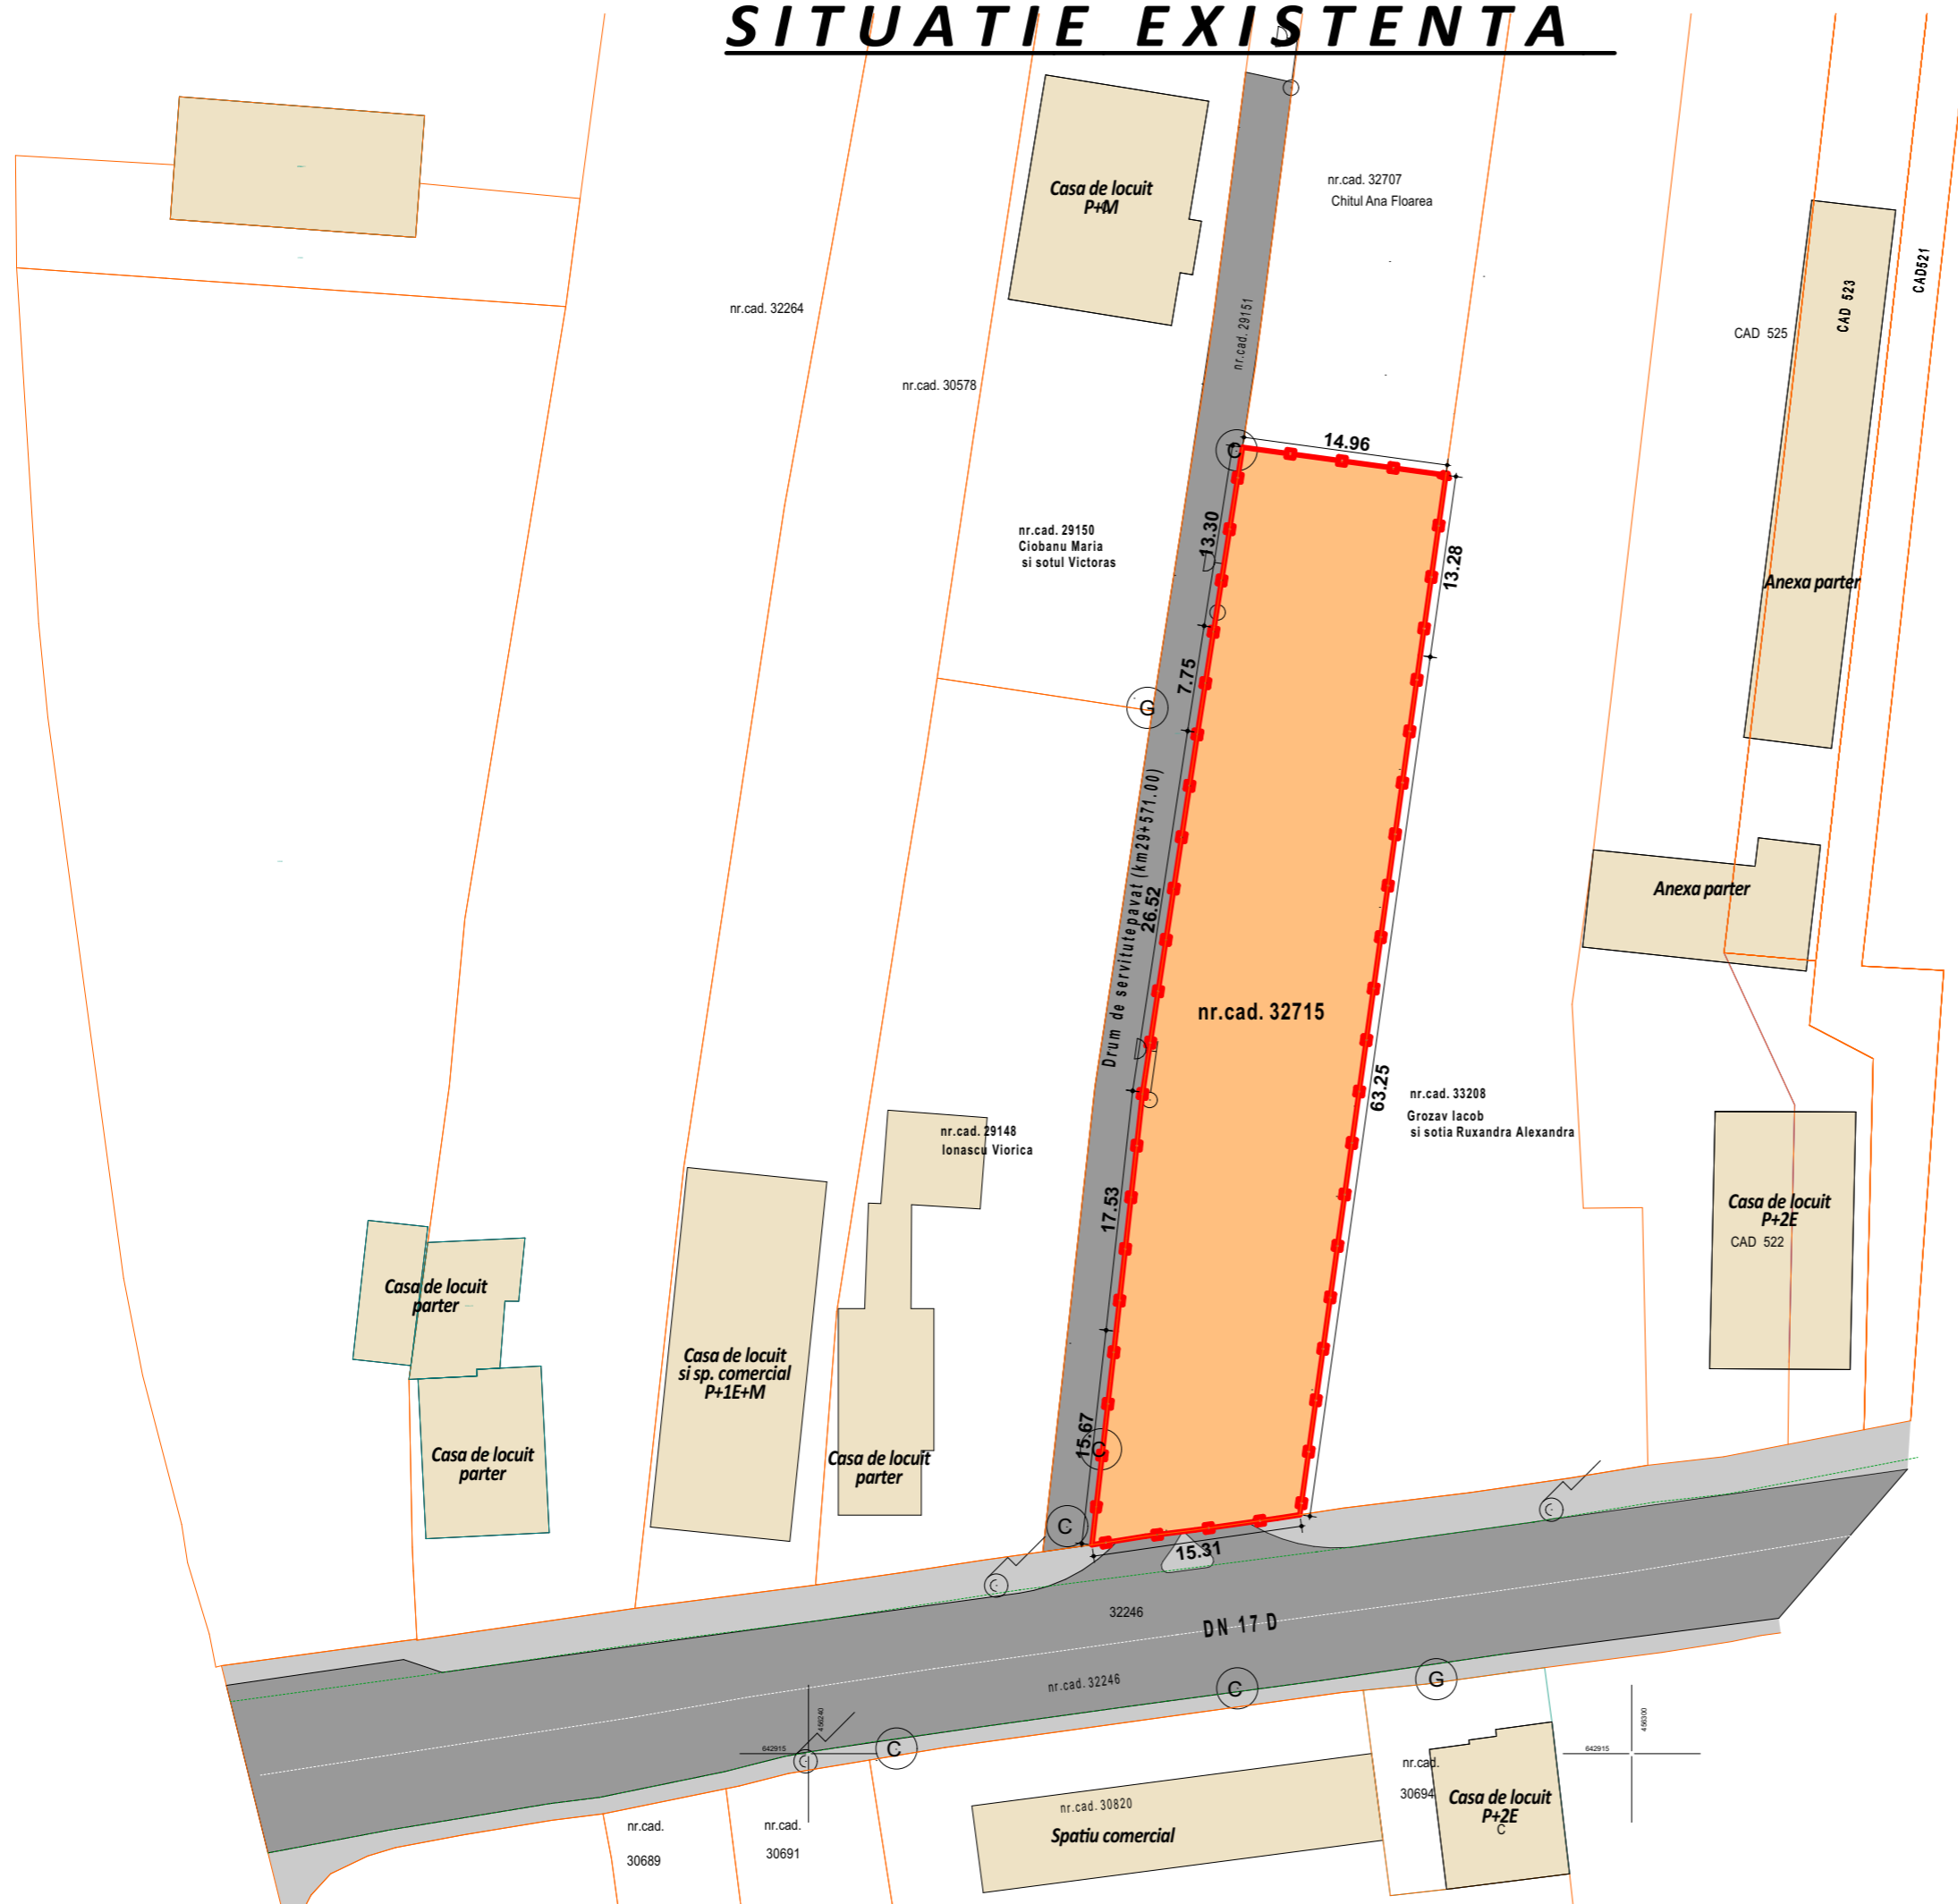 SITUATIE EXISTENTA
Casa de locuit
P+M
nr.cad. 32707
Chitul Ana Floarea
nr.cad. 32264
nr.cad. 30578
nr.cad. 29151
CAD 525
CAD 523
CAD521
14.96
13.30
13.28
nr.cad. 29150
Ciobanu Maria
si sotul Victoras
Anexa parter
7.75
G
C
Drum de servitute pavat (km29+571.00)
26.52
Anexa parter
nr.cad. 32715
63.25
nr.cad. 33208
Grozav Iacob
si sotia Ruxandra Alexandra
nr.cad. 29148
Ionascu Viorica
17.53
Casa de locuit
P+2E
CAD 522
Casa de locuit
parter
Casa de locuit
si sp. comercial
P+1E+M
Casa de locuit
parter
Casa de locuit
parter
15.67
C
C
15.31
32246
DN 17 D
nr.cad. 32246
C
G
C
456240
642915
456300
642915
nr.cad.
30694
Casa de locuit
P+2E
C
nr.cad. 30820
Spatiu comercial
nr.cad.
30689
nr.cad.
30691